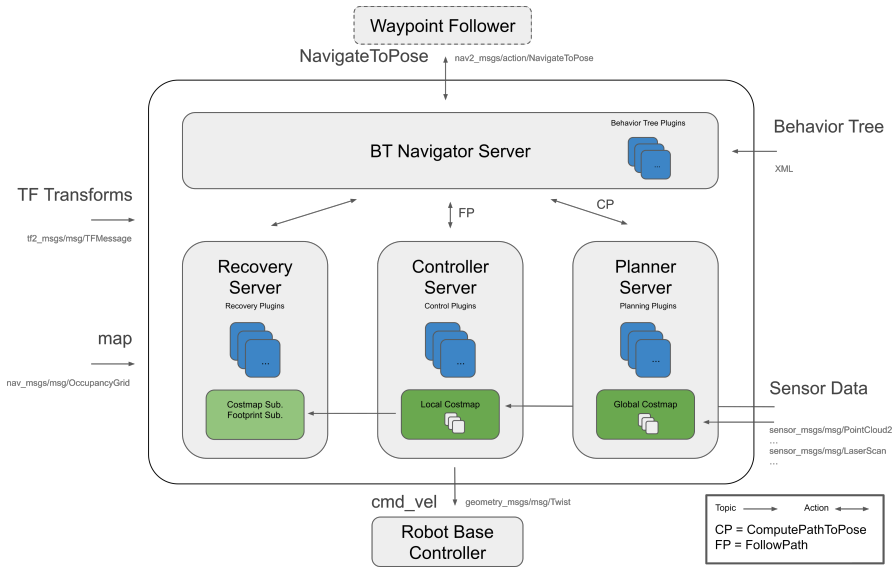 Waypoint Follower
NavigateToPose
nav2_msgs/action/NavigateToPose
Behavior Tree Plugins
BT Navigator Server
...
Behavior Tree
XML
TF Transforms
tf2_msgs/msg/TFMessage
FP
CP
Recovery
Server
Recovery Plugins
...
Costmap Sub.
Footprint Sub.
Controller
Server
Control Plugins
...
Local Costmap
Planner
Server
Planning Plugins
...
Global Costmap
map
nav_msgs/msg/OccupancyGrid
Sensor Data
sensor_msgs/msg/PointCloud2
...
sensor_msgs/msg/LaserScan
...
cmd_vel
geometry_msgs/msg/Twist
Robot Base
Controller
Topic
Action
CP = ComputePathToPose
FP = FollowPath